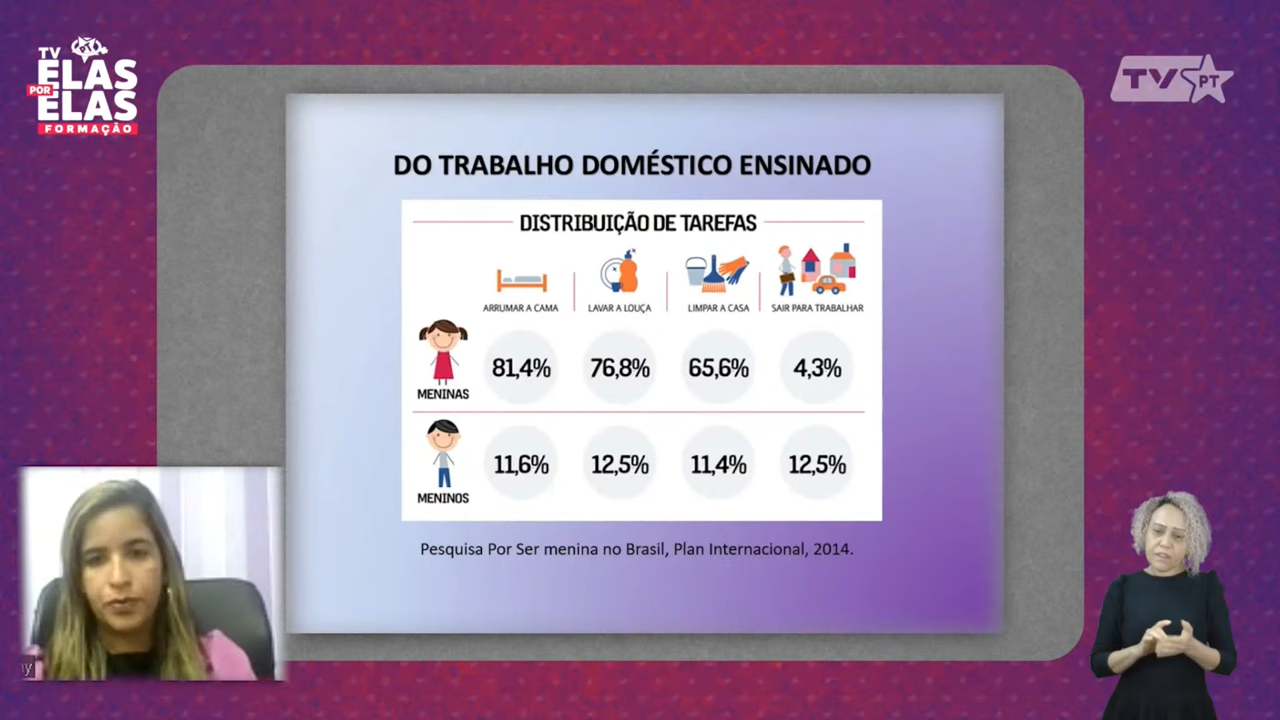 TV
ELAS
POR
ELAS
FORMAÇÃO
TV PT
DO TRABALHO DOMÉSTICO ENSINADO
DISTRIBUIÇÃO DE TAREFAS
ARRUMAR A CAMA LAVAR A LOUÇA LIMPAR A CASA SAIR PARA TRABALHAR
81,4% 76,8% 65,6% 4,3%
MENINAS
11,6% 12,5% 11,4% 12,5%
MENINOS
Pesquisa Por Ser menina no Brasil, Plan Internacional, 2014.